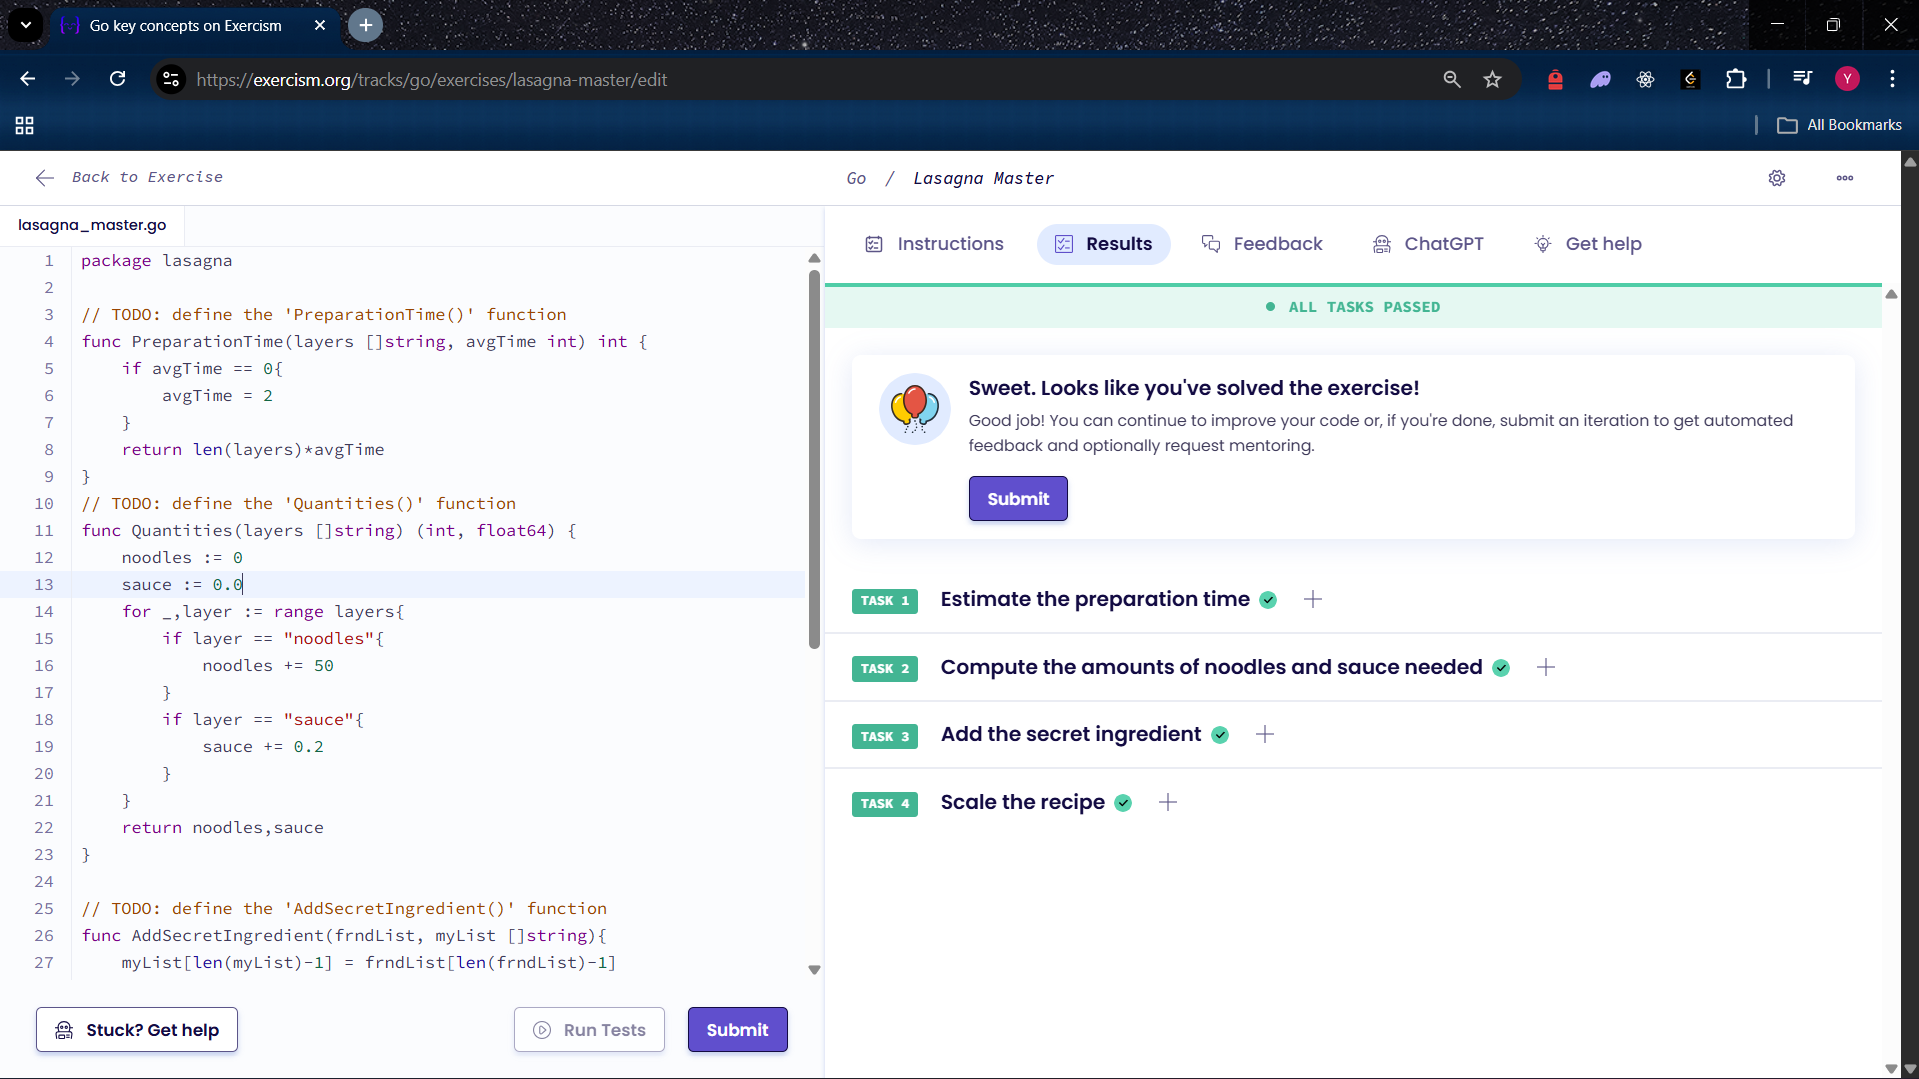 Go key concepts on Exercism
https://exercism.org/tracks/go/exercises/lasagna-master/edit
Y
All Bookmarks
Back to Exercise
Go / Lasagna Master
lasagna_master.go
Instructions
Results
Feedback
ChatGPT
Get help
1 package lasagna
2
3 // TODO: define the 'PreparationTime()' function
4 func PreparationTime(layers []string, avgTime int) int {
5     if avgTime == 0{
6         avgTime = 2
7     }
8     return len(layers)*avgTime
9 }
10 // TODO: define the 'Quantities()' function
11 func Quantities(layers []string) (int, float64) {
12     noodles := 0
13     sauce := 0.0
14     for _,layer := range layers{
15         if layer == "noodles"{
16             noodles += 50
17         }
18         if layer == "sauce"{
19             sauce += 0.2
20         }
21     }
22     return noodles,sauce
23 }
24
25 // TODO: define the 'AddSecretIngredient()' function
26 func AddSecretIngredient(frndList, myList []string){
27     myList[len(myList)-1] = frndList[len(frndList)-1]
Stuck? Get help
Run Tests
Submit
ALL TASKS PASSED
Sweet. Looks like you've solved the exercise!
Good job! You can continue to improve your code or, if you're done, submit an iteration to get automated
feedback and optionally request mentoring.
Submit
TASK 1 Estimate the preparation time
TASK 2 Compute the amounts of noodles and sauce needed
TASK 3 Add the secret ingredient
TASK 4 Scale the recipe